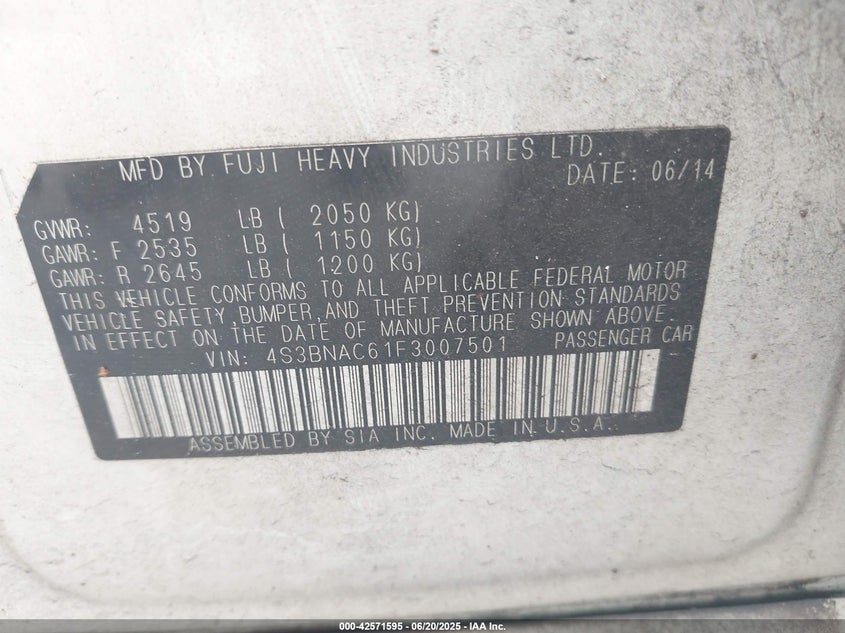 MFD BY FUJI HEAVY INDUSTRIES LTD.
DATE: 06/14
GVWR: 4519 LB ( 2050 KG)
GAWR: F 2535 LB ( 1150 KG)
GAWR: R 2645 LB ( 1200 KG)
THIS VEHICLE CONFORMS TO ALL APPLICABLE FEDERAL MOTOR
VEHICLE SAFETY, BUMPER, AND THEFT PREVENTION STANDARDS
IN EFFECT ON THE DATE OF MANUFACTURE SHOWN ABOVE.
VIN: 4S3BNAC61F3007501 PASSENGER CAR
ASSEMBLED BY SIA INC. MADE IN U.S.A.
000-42571595 - 06/20/2025 - IAA Inc.